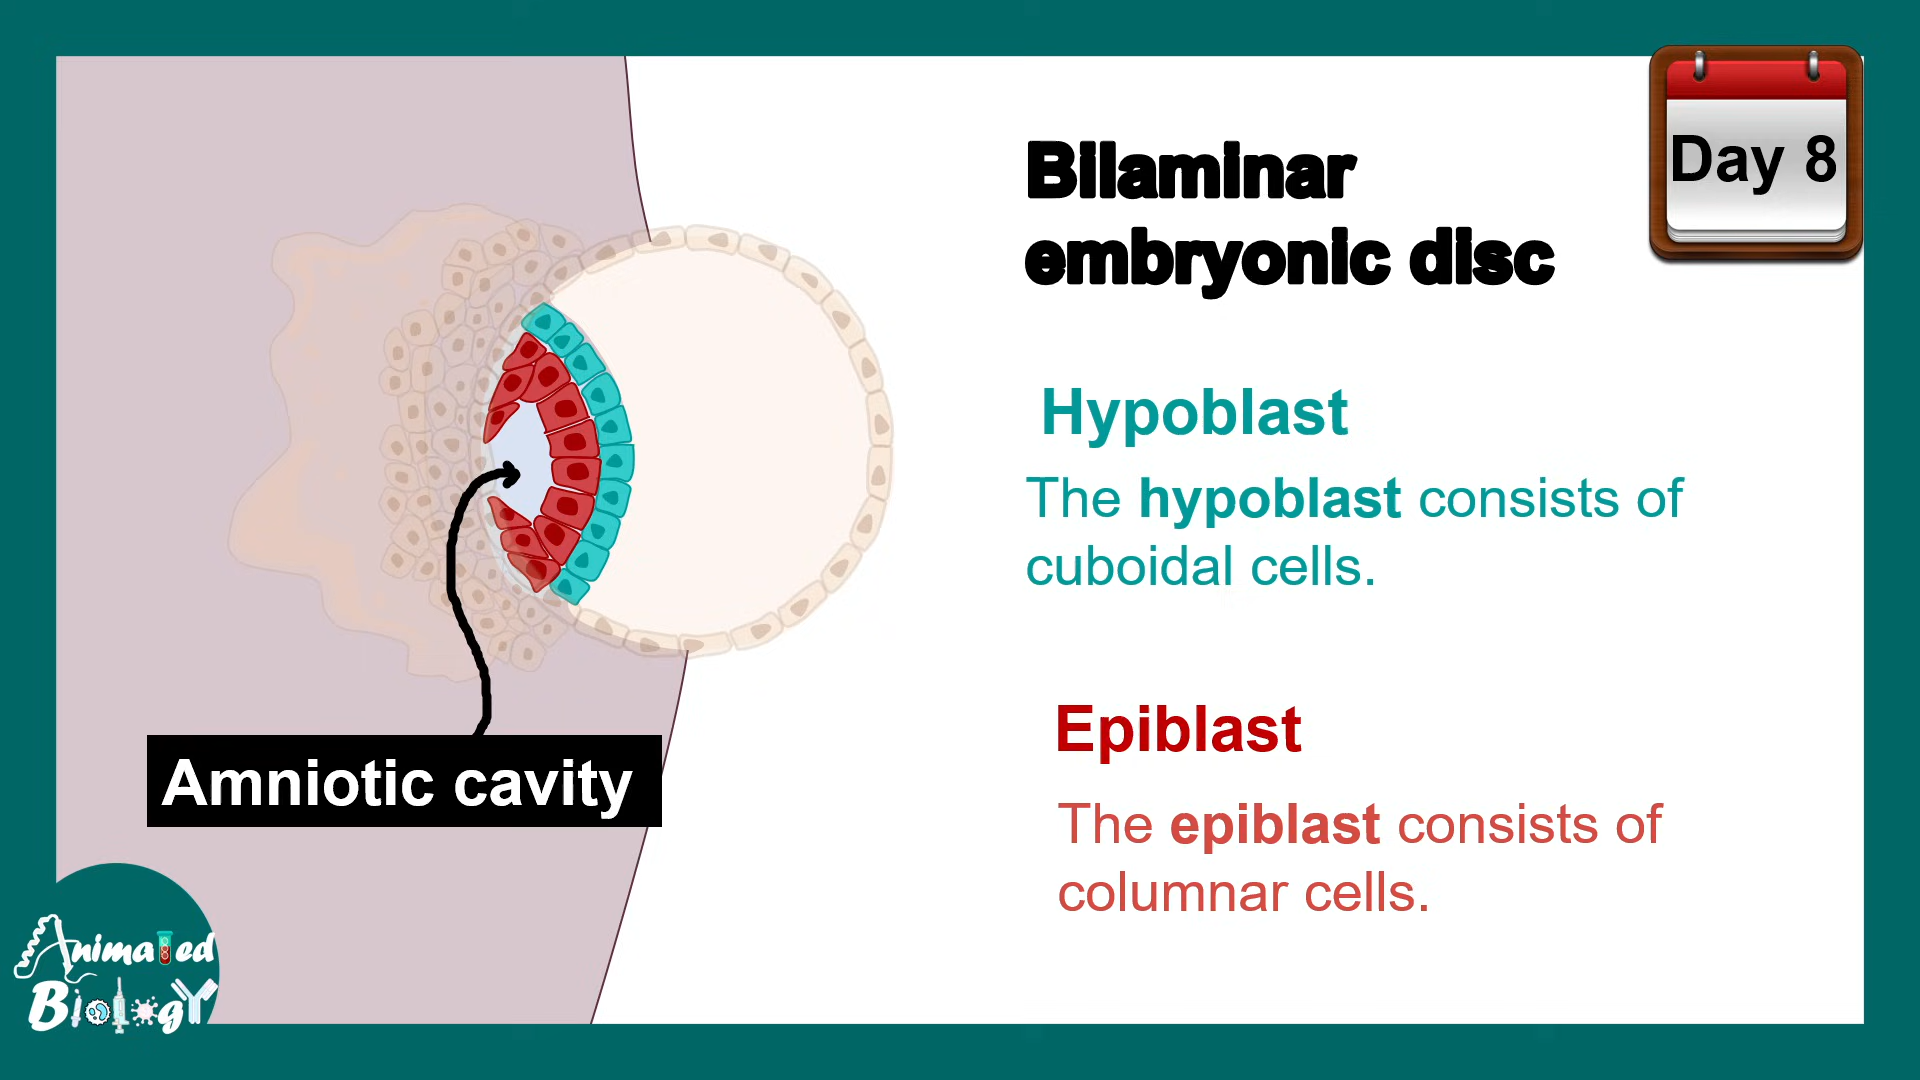 Day 8
Bilaminar
embryonic disc
Hypoblast
The hypoblast consists of
cuboidal cells.
Epiblast
The epiblast consists of
columnar cells.
Amniotic cavity
Animated
Biology